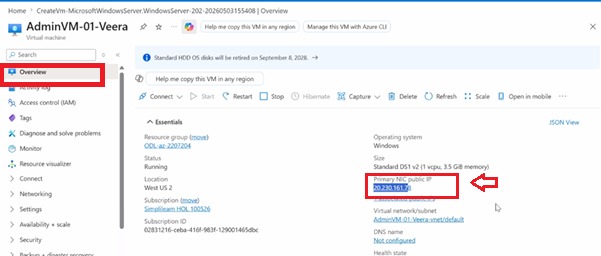 Home > CreateVm-MicrosoftWindowsServer.WindowsServer-202-20260503155408 | Overview >
AdminVM-01-Veera
Virtual machine
Help me copy this VM in any region
Manage this VM with Azure CLI
Search
Overview
Activity log
Access control (IAM)
Tags
Diagnose and solve problems
Monitor
Resource visualizer
Connect
Networking
Settings
Availability + scale
Security
Backup + disaster recovery
Standard HDD OS disks will be retired on September 8, 2028.
Help me copy this VM in any region
Connect
Start
Restart
Stop
Hibernate
Capture
Delete
Refresh
Scale
Open in mobile
Essentials
JSON View
Resource group (move)
ODL-az-2207204
Status
Running
Location
West US 2
Subscription (move)
Simplilearn HOL 100526
Subscription ID
02831216-ceba-416f-983f-129001465dbc
Operating system
Windows
Size
Standard DS1 v2 (1 vcpu, 3.5 GiB memory)
Primary NIC public IP
Virtual network/subnet
AdminVM-01-Veera-vnet/default
DNS name
Not configured
Health state